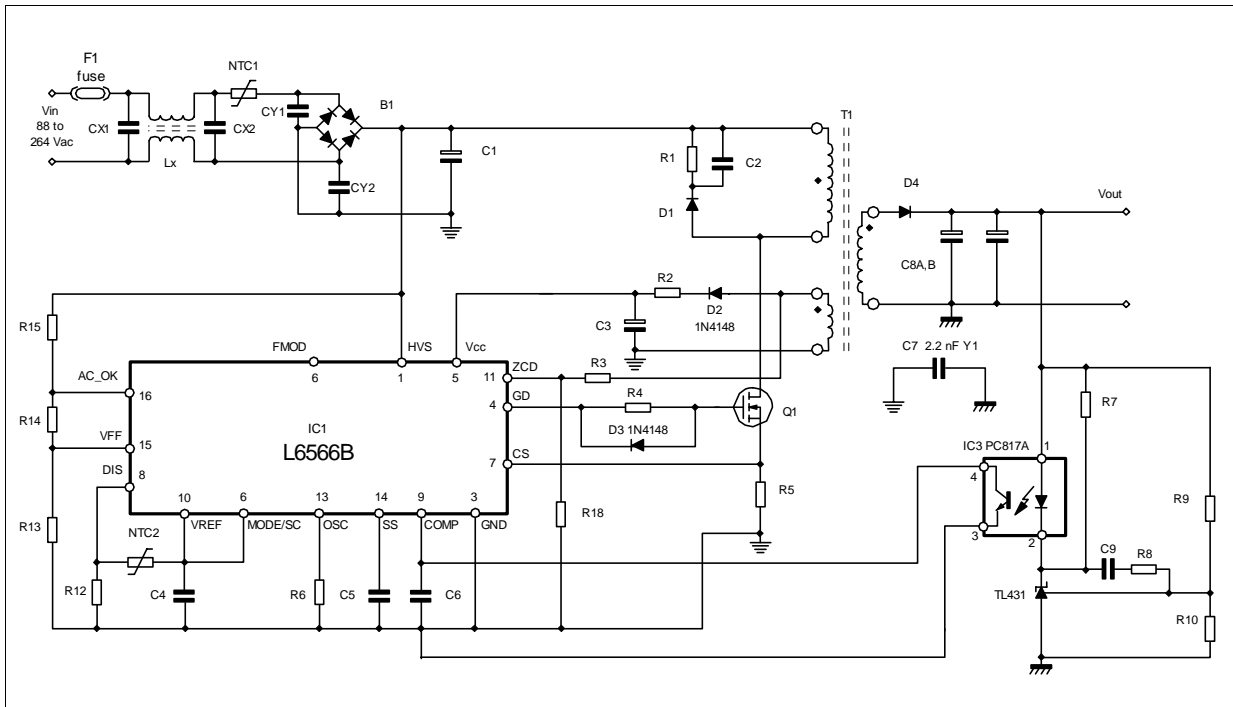 F1
fuse
NTC1
Vin
88 to
264 Vac
CX1
Lx
CX2
CY1
B1
CY2
C1
R1
C2
D1
T1
D4
Vout
C8A,B
R2
D2
1N4148
C3
C7 2.2 nF Y1
R15
FMOD
HVS
Vcc
6
1
5
ZCD
11
R3
AC_OK
16
GD
4
R4
Q1
R14
IC1
L6566B
D3 1N4148
VFF
15
CS
7
DIS
8
R5
R7
IC3 PC817A
1
4
3
2
R9
10
6
13
14
9
3
VREF
MODE/SC
OSC
SS
COMP
GND
R13
NTC2
R18
R12
C4
R6
C5
C6
C9
R8
TL431
R10